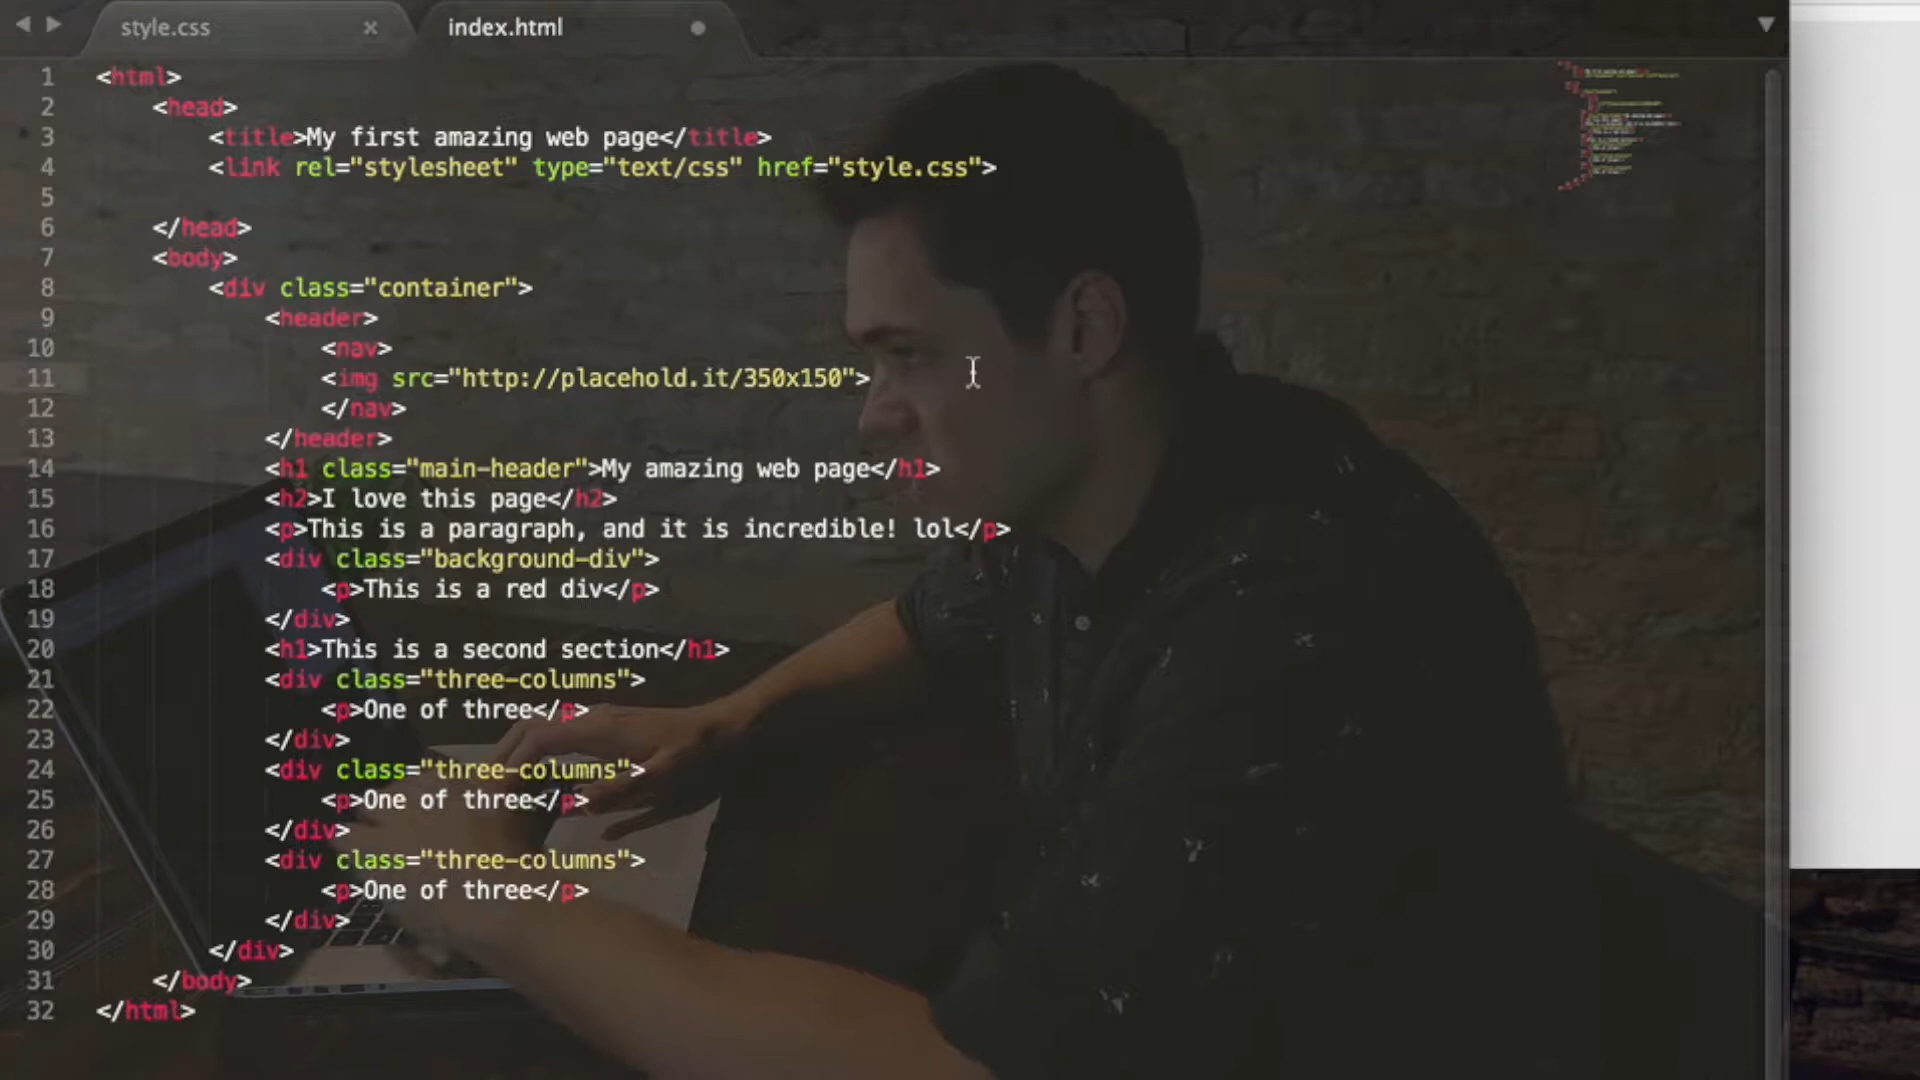 style.css × index.html
1 <html>
2 <head>
3 <title>My first amazing web page</title>
4 <link rel="stylesheet" type="text/css" href="style.css">
5
6 </head>
7 <body>
8 <div class="container">
9 <header>
10 <nav>
11 <img src="http://placehold.it/350x150">
12 </nav>
13 </header>
14 <h1 class="main-header">My amazing web page</h1>
15 <h2>I love this page</h2>
16 <p>This is a paragraph, and it is incredible! lol</p>
17 <div class="background-div">
18 <p>This is a red div</p>
19 </div>
20 <h1>This is a second section</h1>
21 <div class="three-columns">
22 <p>One of three</p>
23 </div>
24 <div class="three-columns">
25 <p>One of three</p>
26 </div>
27 <div class="three-columns">
28 <p>One of three</p>
29 </div>
30 </div>
31 </body>
32 </html>